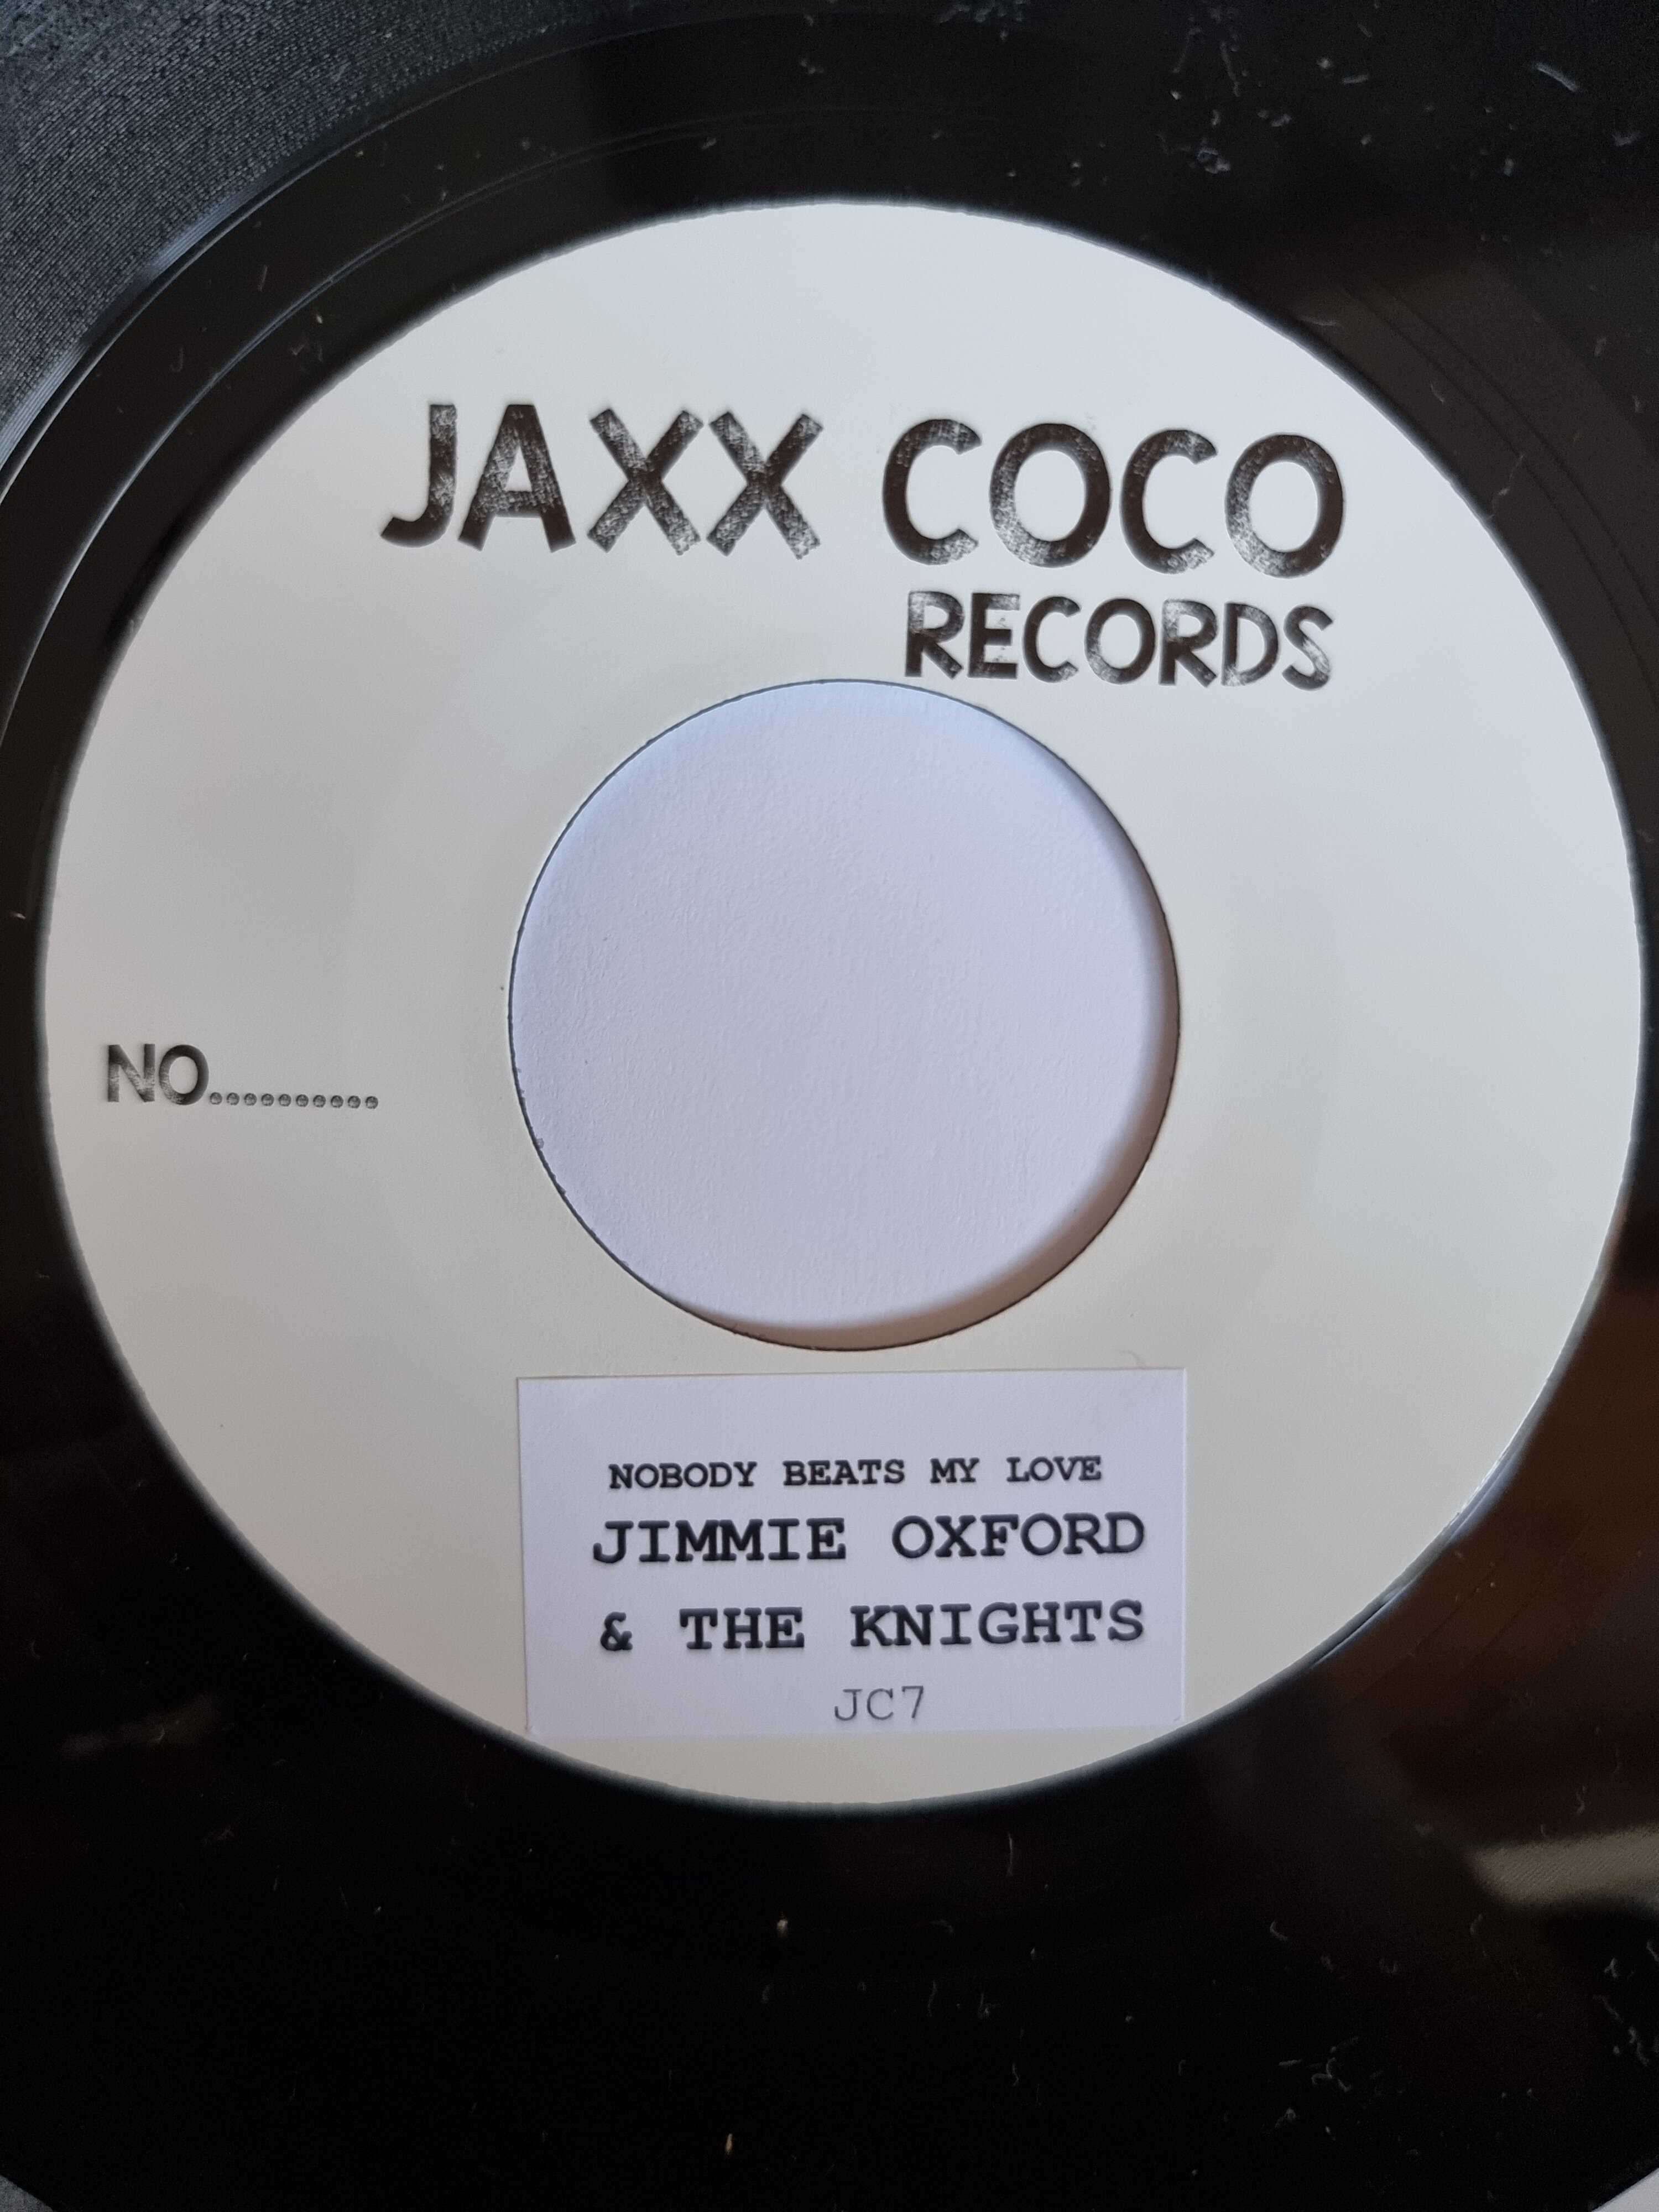 JAXX COCO
RECORDS
NO..........
NOBODY BEATS MY LOVE
JIMMIE OXFORD
& THE KNIGHTS
JC7